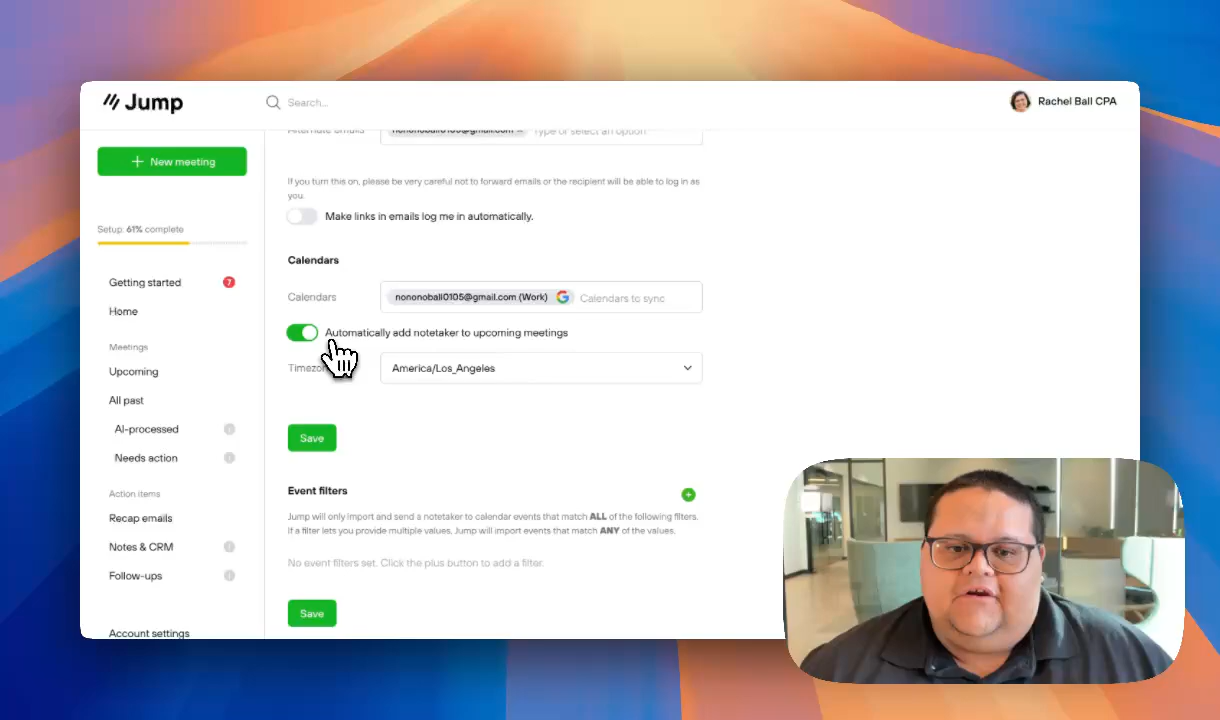 Jump
Search...
Rachel Ball CPA
New meeting
Setup: 61% complete
Getting started 7
Home
Meetings
Upcoming
All past
AI-processed
Needs action
Action items
Recap emails
Notes & CRM
Follow-ups
Account settings
Alternate emails nononoball0105@gmail.com Type or select an option
If you turn this on, please be very careful not to forward emails or the recipient will be able to log in as
you.
Make links in emails log me in automatically.
Calendars
Calendars nononoball0105@gmail.com (Work) Calendars to sync
Automatically add notetaker to upcoming meetings
America/Los_Angeles
Save
Event filters
Jump will only import and send a notetaker to calendar events that match ALL of the following filters.
If a filter lets you provide multiple values, Jump will import events that match ANY of the values.
No event filters set. Click the plus button to add a filter.
Save